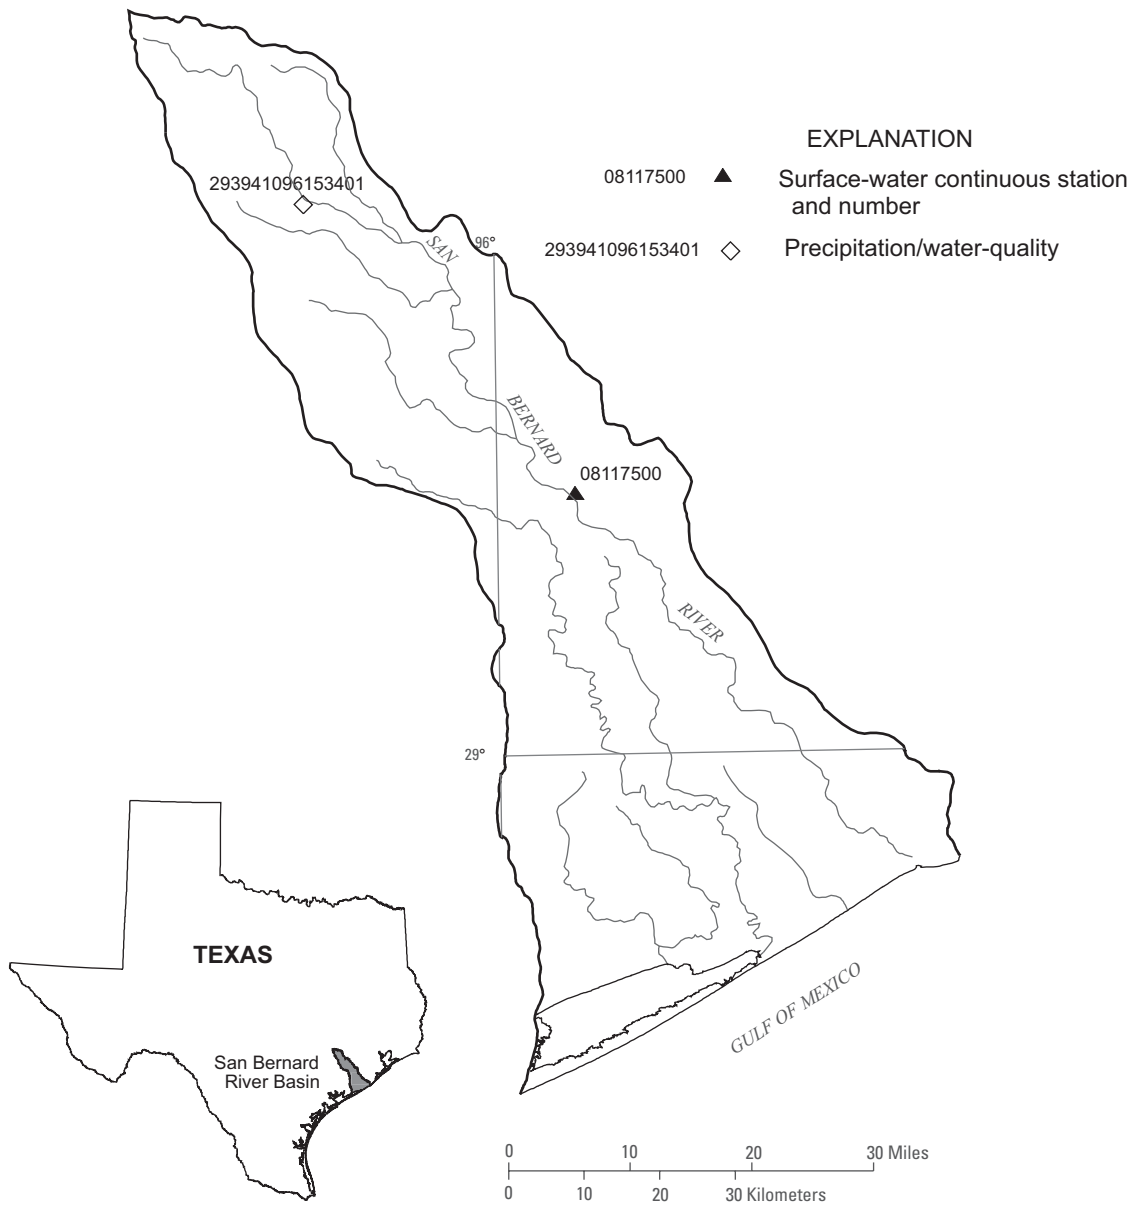 EXPLANATION
08117500
Surface-water continuous station
and number
293941096153401
Precipitation/water-quality
293941096153401
SAN
96°
BERNARD
08117500
RIVER
29°
TEXAS
San Bernard
River Basin
GULF OF MEXICO
0 10 20 30 Miles
0 10 20 30 Kilometers